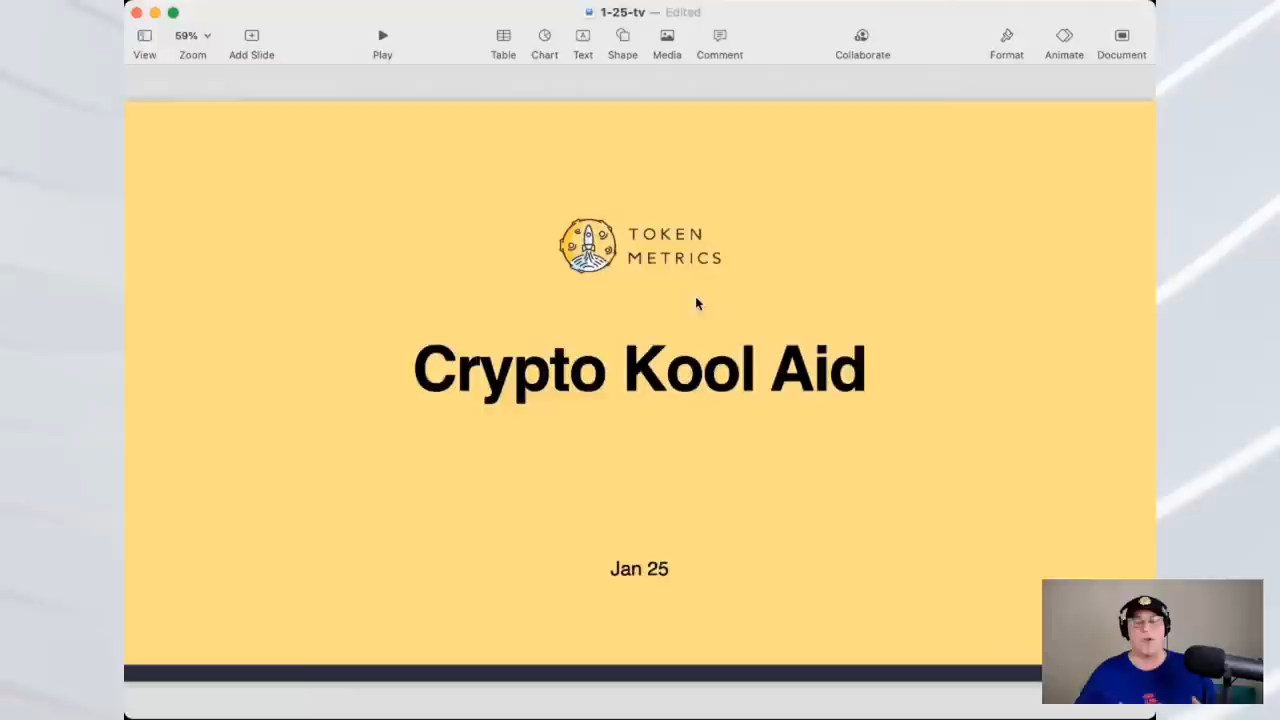 1-25-tv — Edited
59%
View
Zoom
Add Slide
Play
Table
Chart
Text
Shape
Media
Comment
Collaborate
Format
Animate
Document
TOKEN
METRICS
Crypto Kool Aid
Jan 25